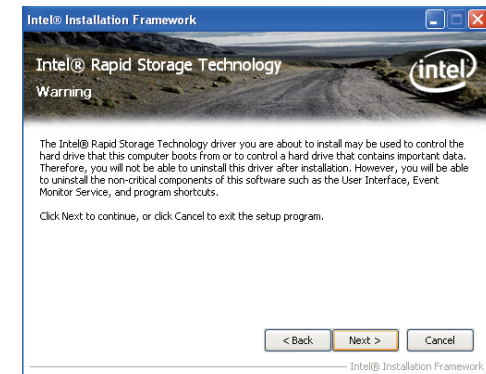 Intel® Installation Framework
Intel® Rapid Storage Technology
intel
Warning
The Intel® Rapid Storage Technology driver you are about to install may be used to control the
hard drive that this computer boots from or to control a hard drive that contains important data.
Therefore, you will not be able to uninstall this driver after installation. However, you will be able
to uninstall the non-critical components of this software such as the User Interface, Event
Monitor Service, and program shortcuts.
Click Next to continue, or click Cancel to exit the setup program.
< Back
Next >
Cancel
Intel® Installation Framework